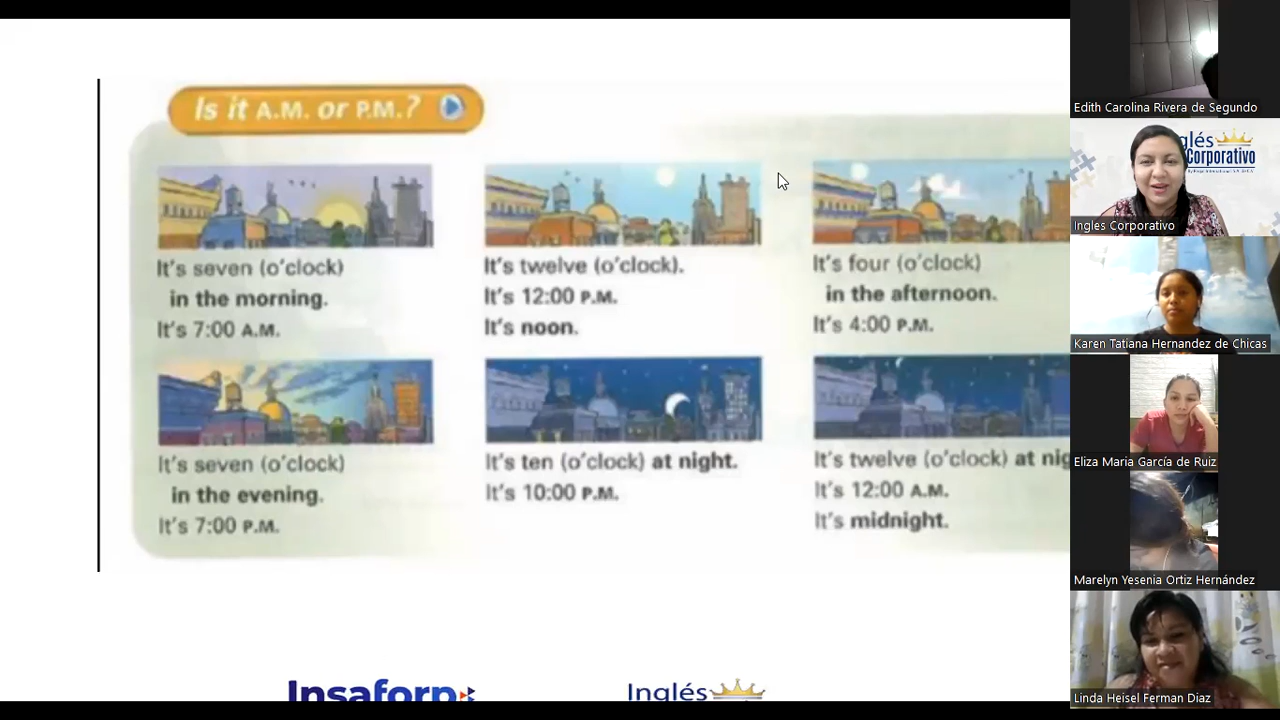 Is it A.M. or P.M.?
It's seven (o'clock)
in the morning.
It's 7:00 A.M.
It's twelve (o'clock).
It's 12:00 P.M.
It's noon.
It's four (o'clock)
in the afternoon.
It's 4:00 P.M.
It's seven (o'clock)
in the evening.
It's 7:00 P.M.
It's ten (o'clock) at night.
It's 10:00 P.M.
It's twelve (o'clock) at nig
It's 12:00 A.M.
It's midnight.
Insaforp
Inglés
Edith Carolina Rivera de Segundo
glés
Corporativo
Ingles Corporativo
Karen Tatiana Hernandez de Chicas
Eliza Maria García de Ruiz
Marelyn Yesenia Ortiz Hernández
Linda Heisel Ferman Diaz